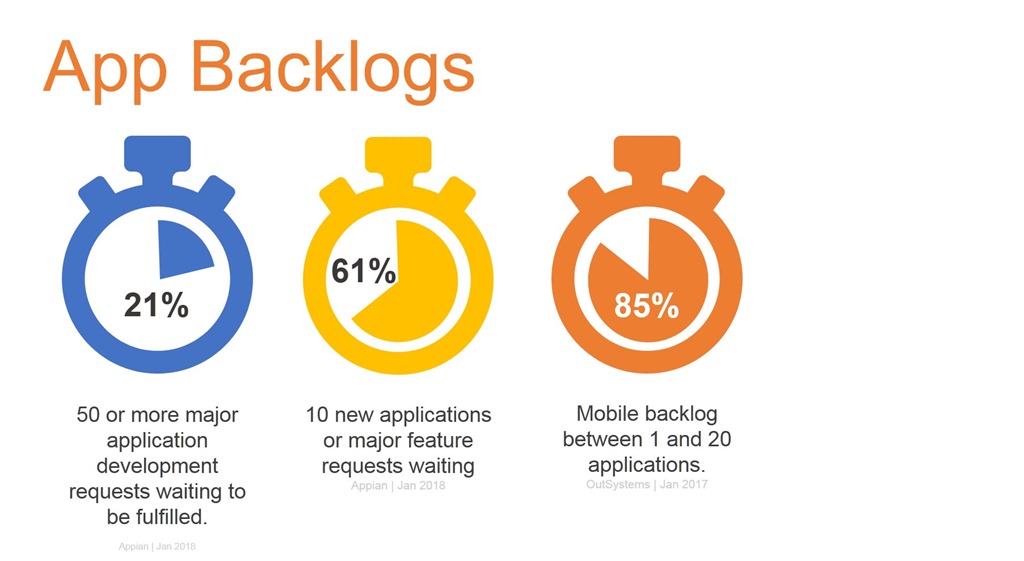 App Backlogs
21%
50 or more major
application
development
requests waiting to
be fulfilled.
Appian | Jan 2018
61%
10 new applications
or major feature
requests waiting
Appian | Jan 2018
85%
Mobile backlog
between 1 and 20
applications.
OutSystems | Jan 2017